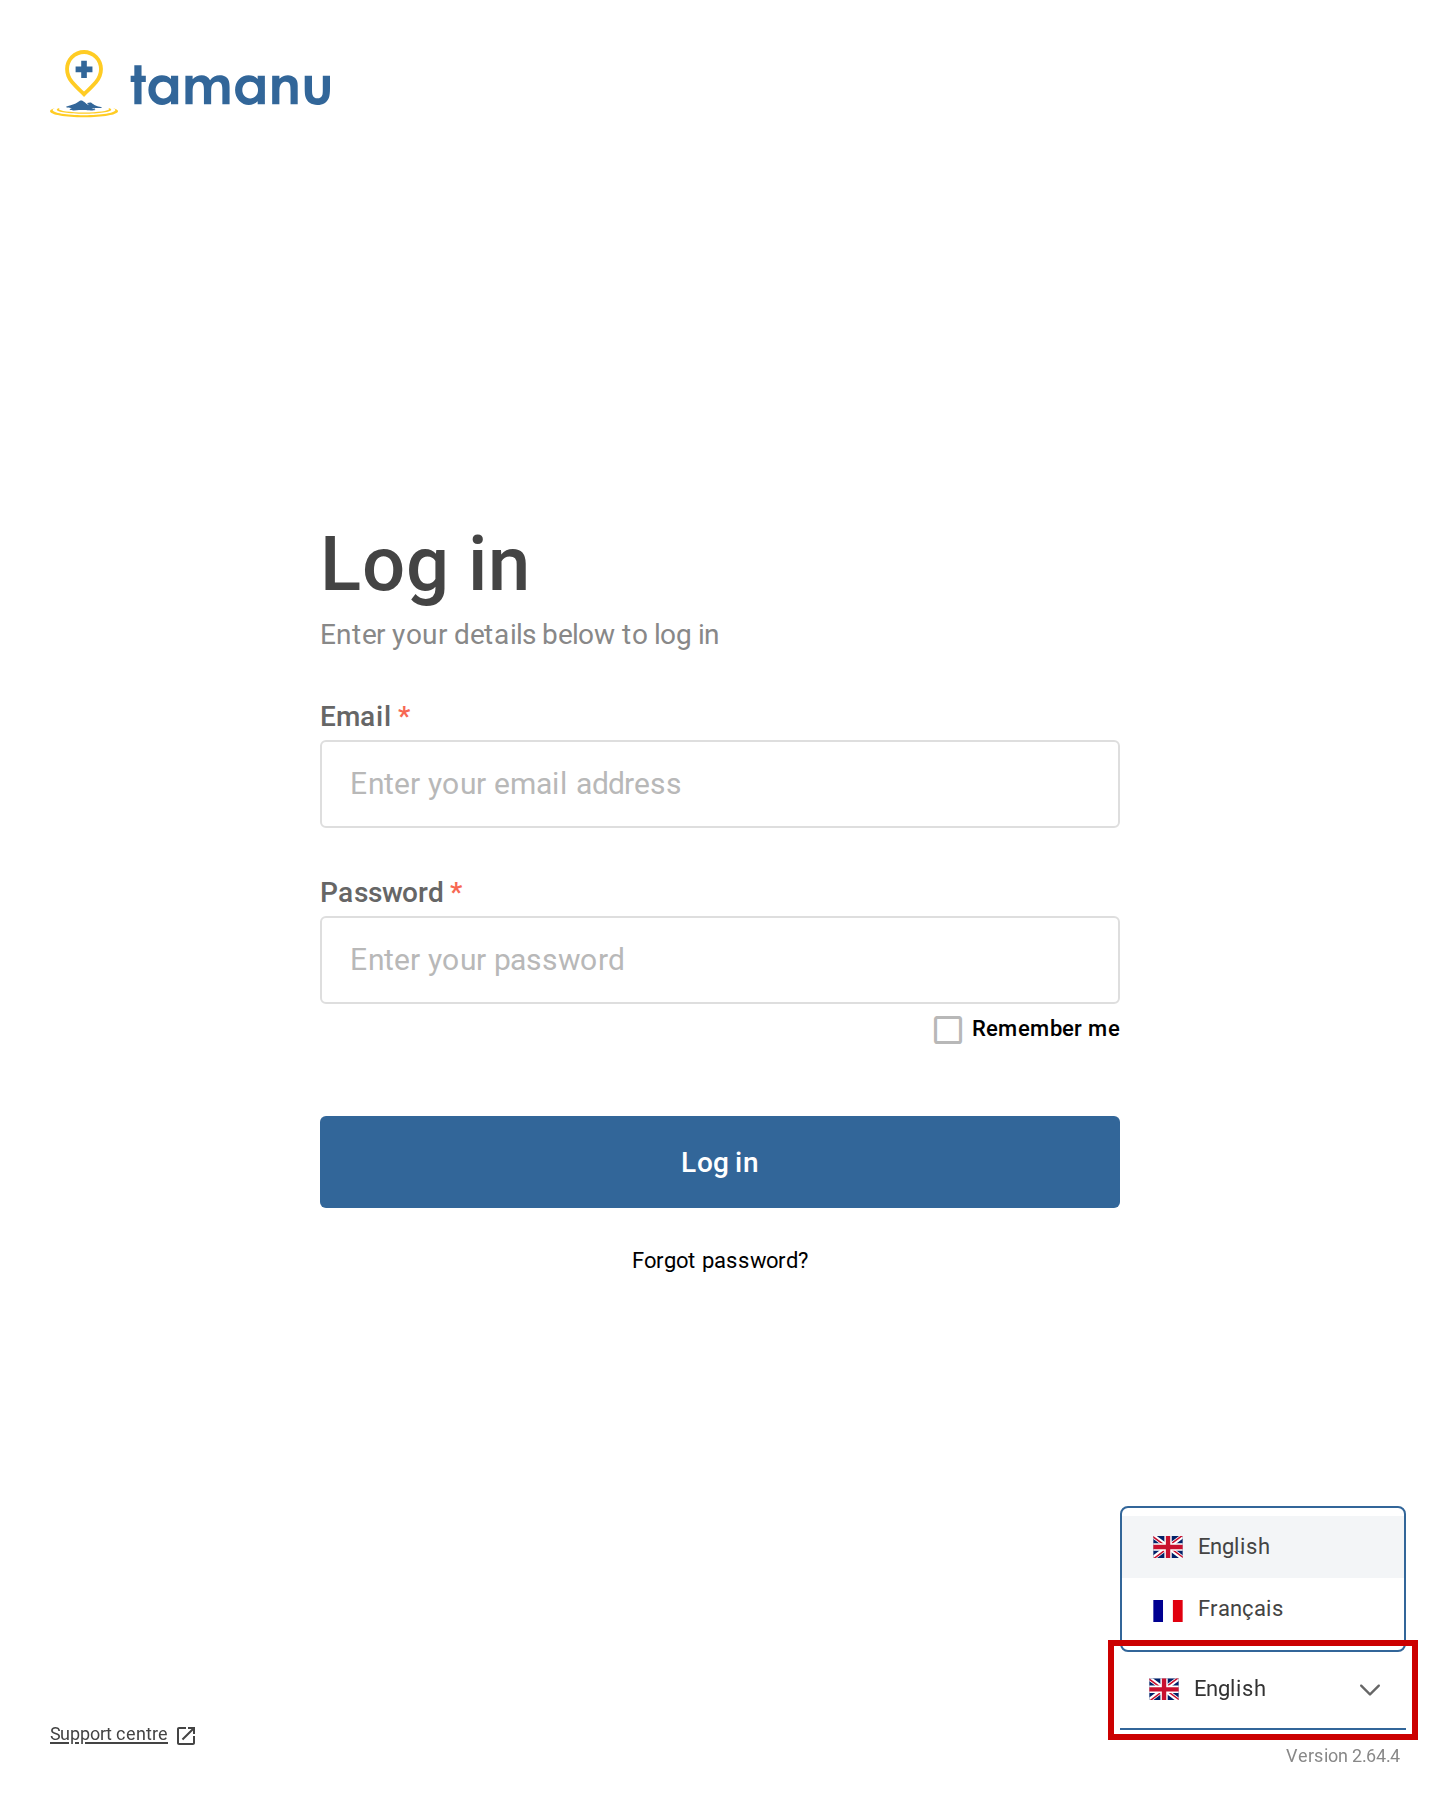 tamanu
Log in
Enter your details below to log in
Email *
Enter your email address
Password *
Enter your password
Remember me
Log in
Forgot password?
English
Français
English
Support centre
Version 2.64.4